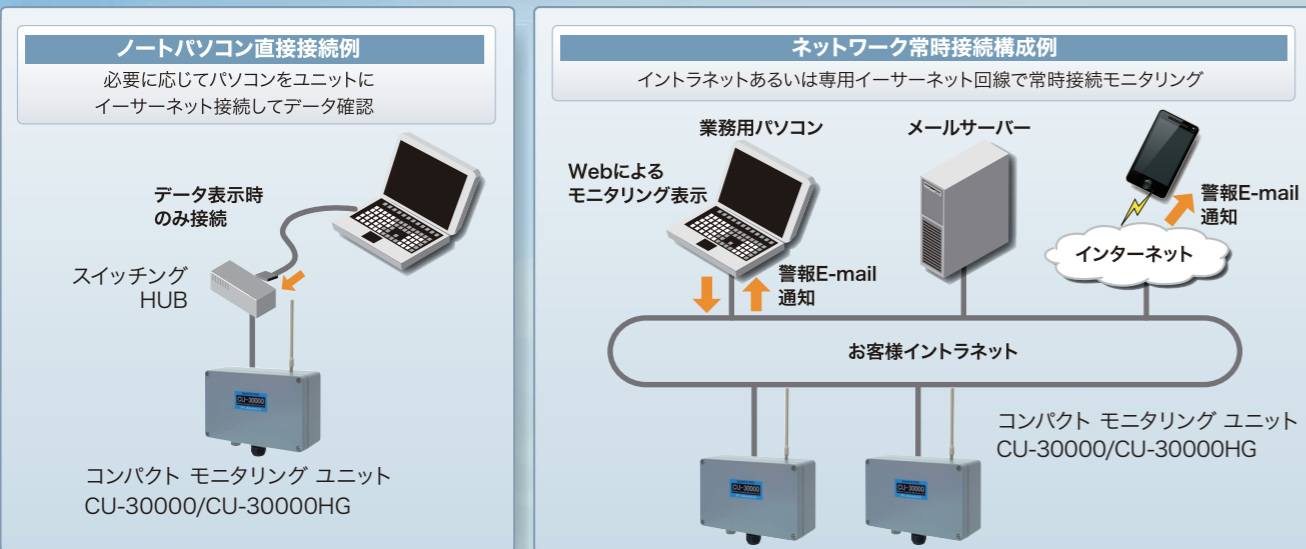 ノートパソコン直接接続例
必要に応じてパソコンをユニットに
イーサーネット接続してデータ確認
データ表示時
のみ接続
スイッチング
HUB
CU-30000
コンパクト モニタリング ユニット
CU-30000/CU-30000HG
ネットワーク常時接続構成例
イントラネットあるいは専用イーサーネット回線で常時接続モニタリング
業務用パソコン
メールサーバー
Webによる
モニタリング表示
警報E-mail
通知
インターネット
警報E-mail
通知
お客様イントラネット
コンパクト モニタリング ユニット
CU-30000/CU-30000HG
CU-30000
CU-30000